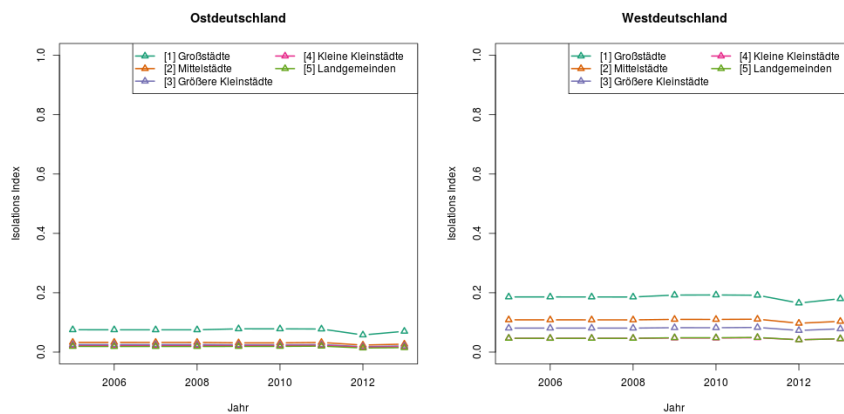 Ostdeutschland
[1] Großstädte
[2] Mittelstädte
[3] Größere Kleinstädte
[4] Kleine Kleinstädte
[5] Landgemeinden
Isolations Index
1.0
0.8
0.6
0.4
0.2
0.0
2006 2008 2010 2012
Jahr
Westdeutschland
[1] Großstädte
[2] Mittelstädte
[3] Größere Kleinstädte
[4] Kleine Kleinstädte
[5] Landgemeinden
Isolations Index
1.0
0.8
0.6
0.4
0.2
0.0
2006 2008 2010 2012
Jahr